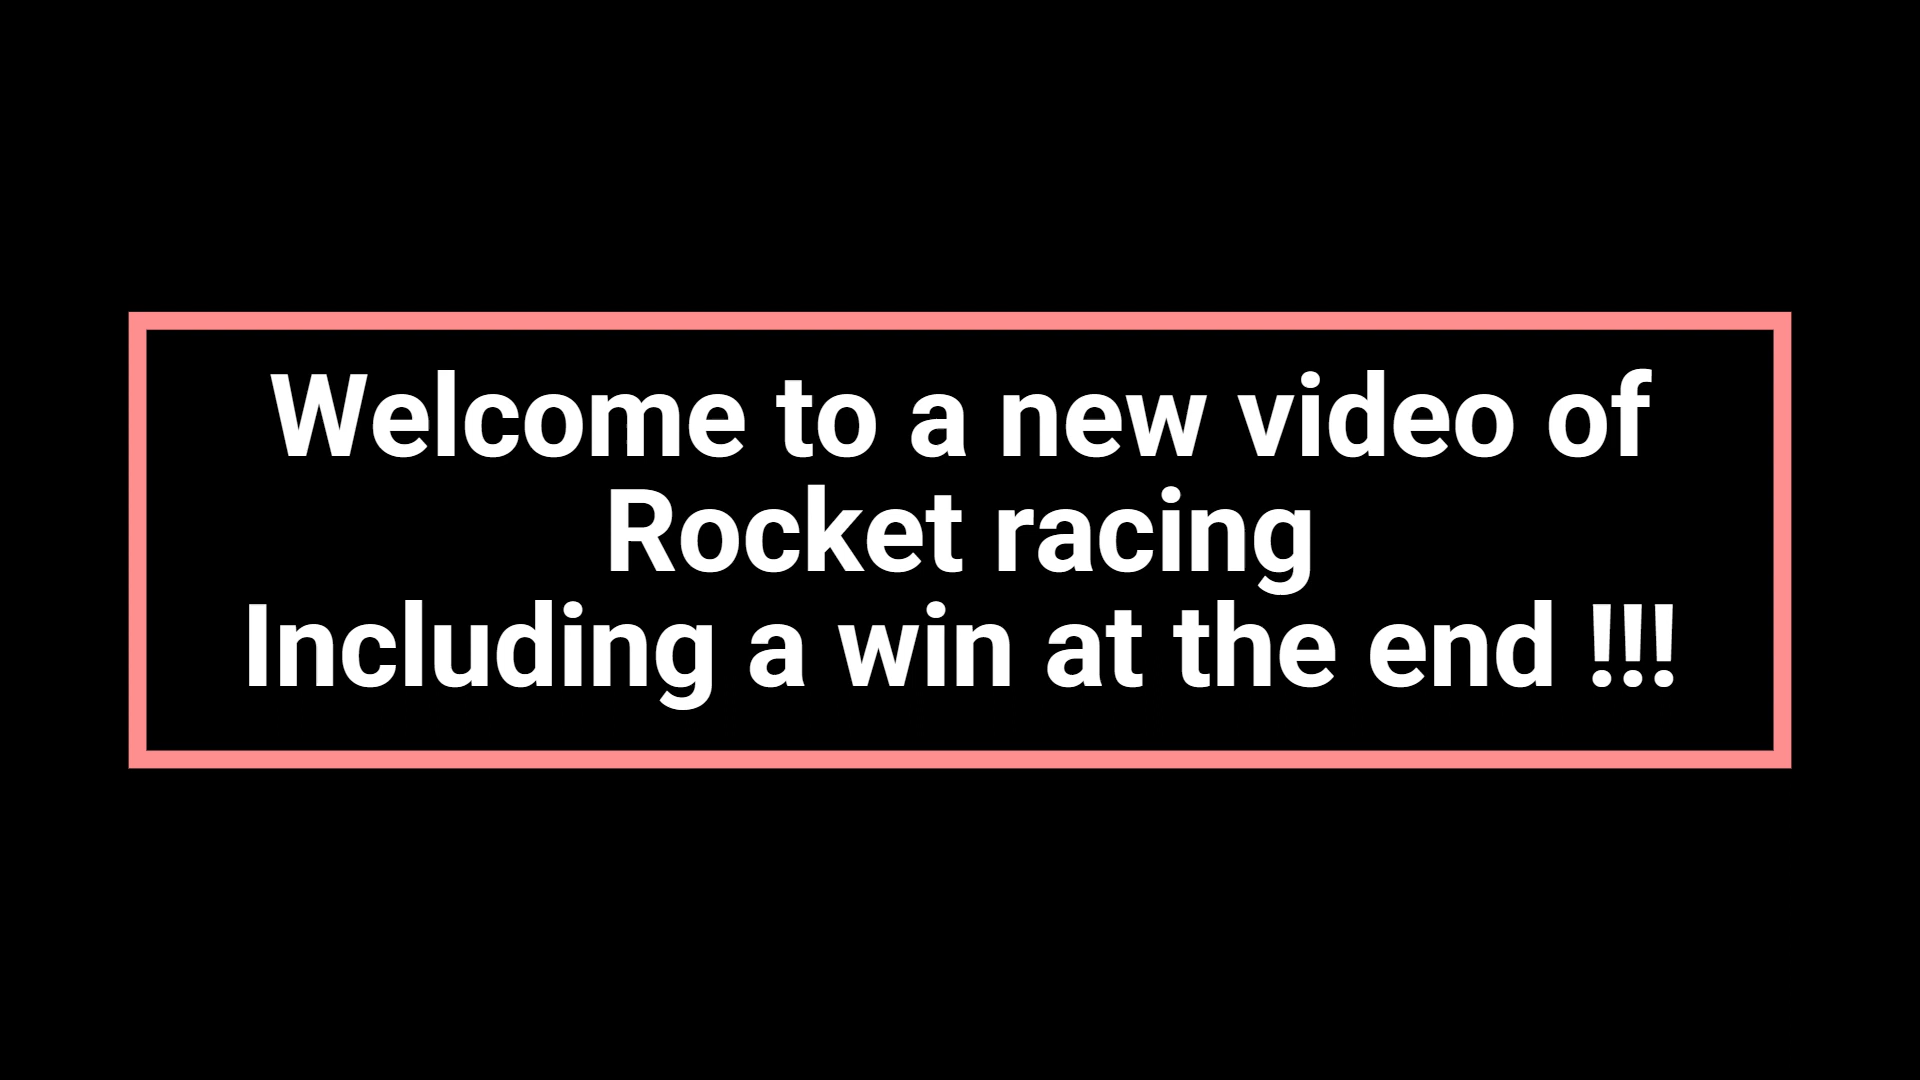 Welcome to a new video of
Rocket racing
Including a win at the end !!!